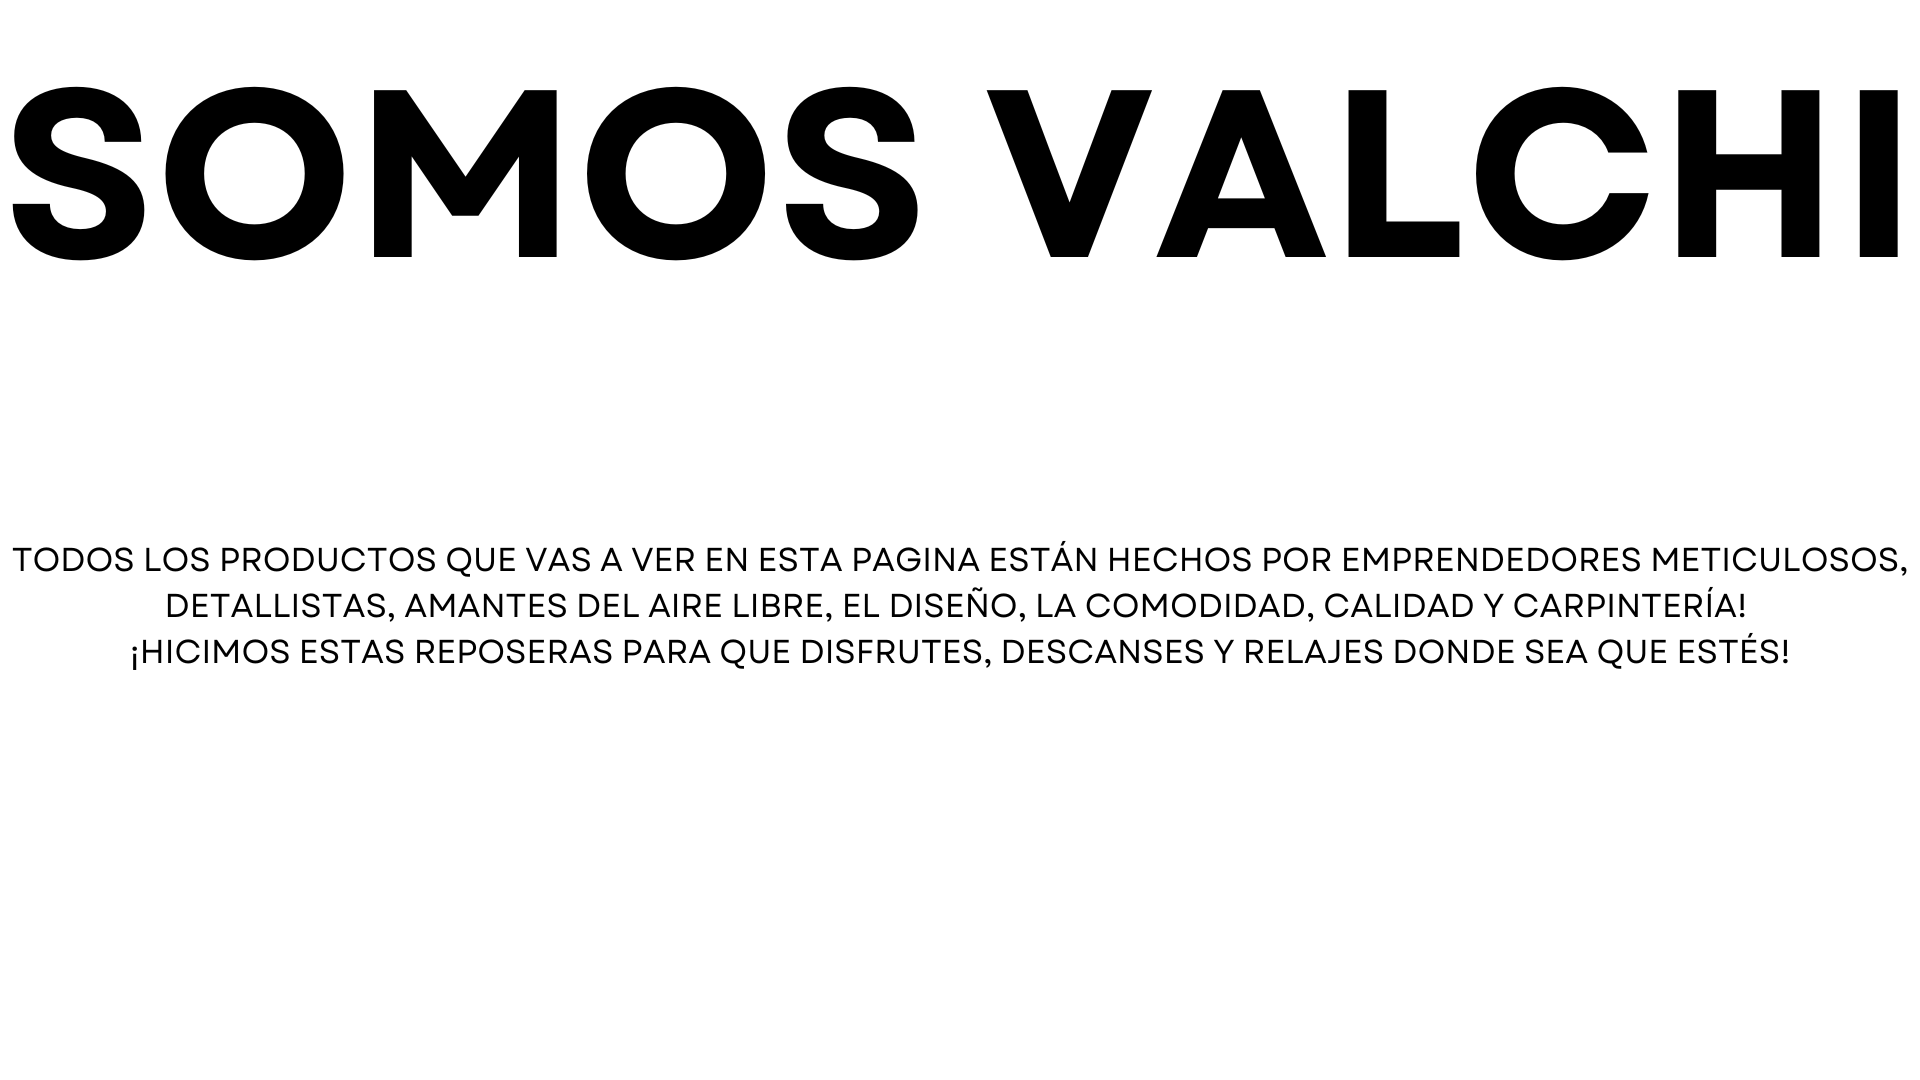 SOMOS VALCHI
TODOS LOS PRODUCTOS QUE VAS A VER EN ESTA PAGINA ESTÁN HECHOS POR EMPRENDEDORES METICULOSOS,
DETALLISTAS, AMANTES DEL AIRE LIBRE, EL DISEÑO, LA COMODIDAD, CALIDAD Y CARPINTERÍA!
¡HICIMOS ESTAS REPOSERAS PARA QUE DISFRUTES, DESCANSES Y RELAJES DONDE SEA QUE ESTÉS!